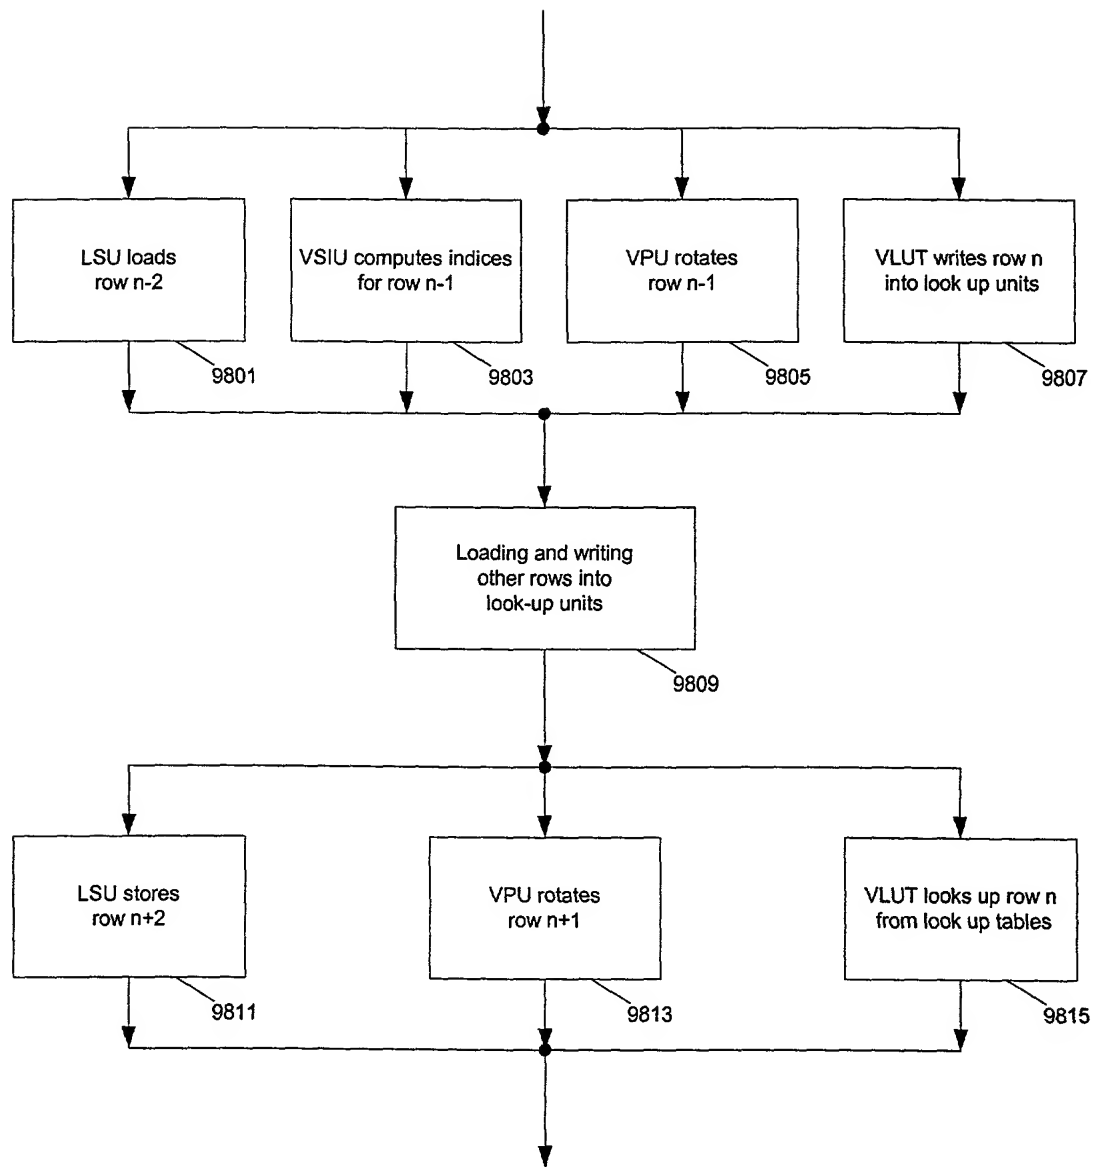 LSU loads
row n-2
9801
VSIU computes indices
for row n-1
9803
VPU rotates
row n-1
9805
VLUT writes row n
into look up units
9807
Loading and writing
other rows into
look-up units
9809
LSU stores
row n+2
9811
VPU rotates
row n+1
9813
VLUT looks up row n
from look up tables
9815